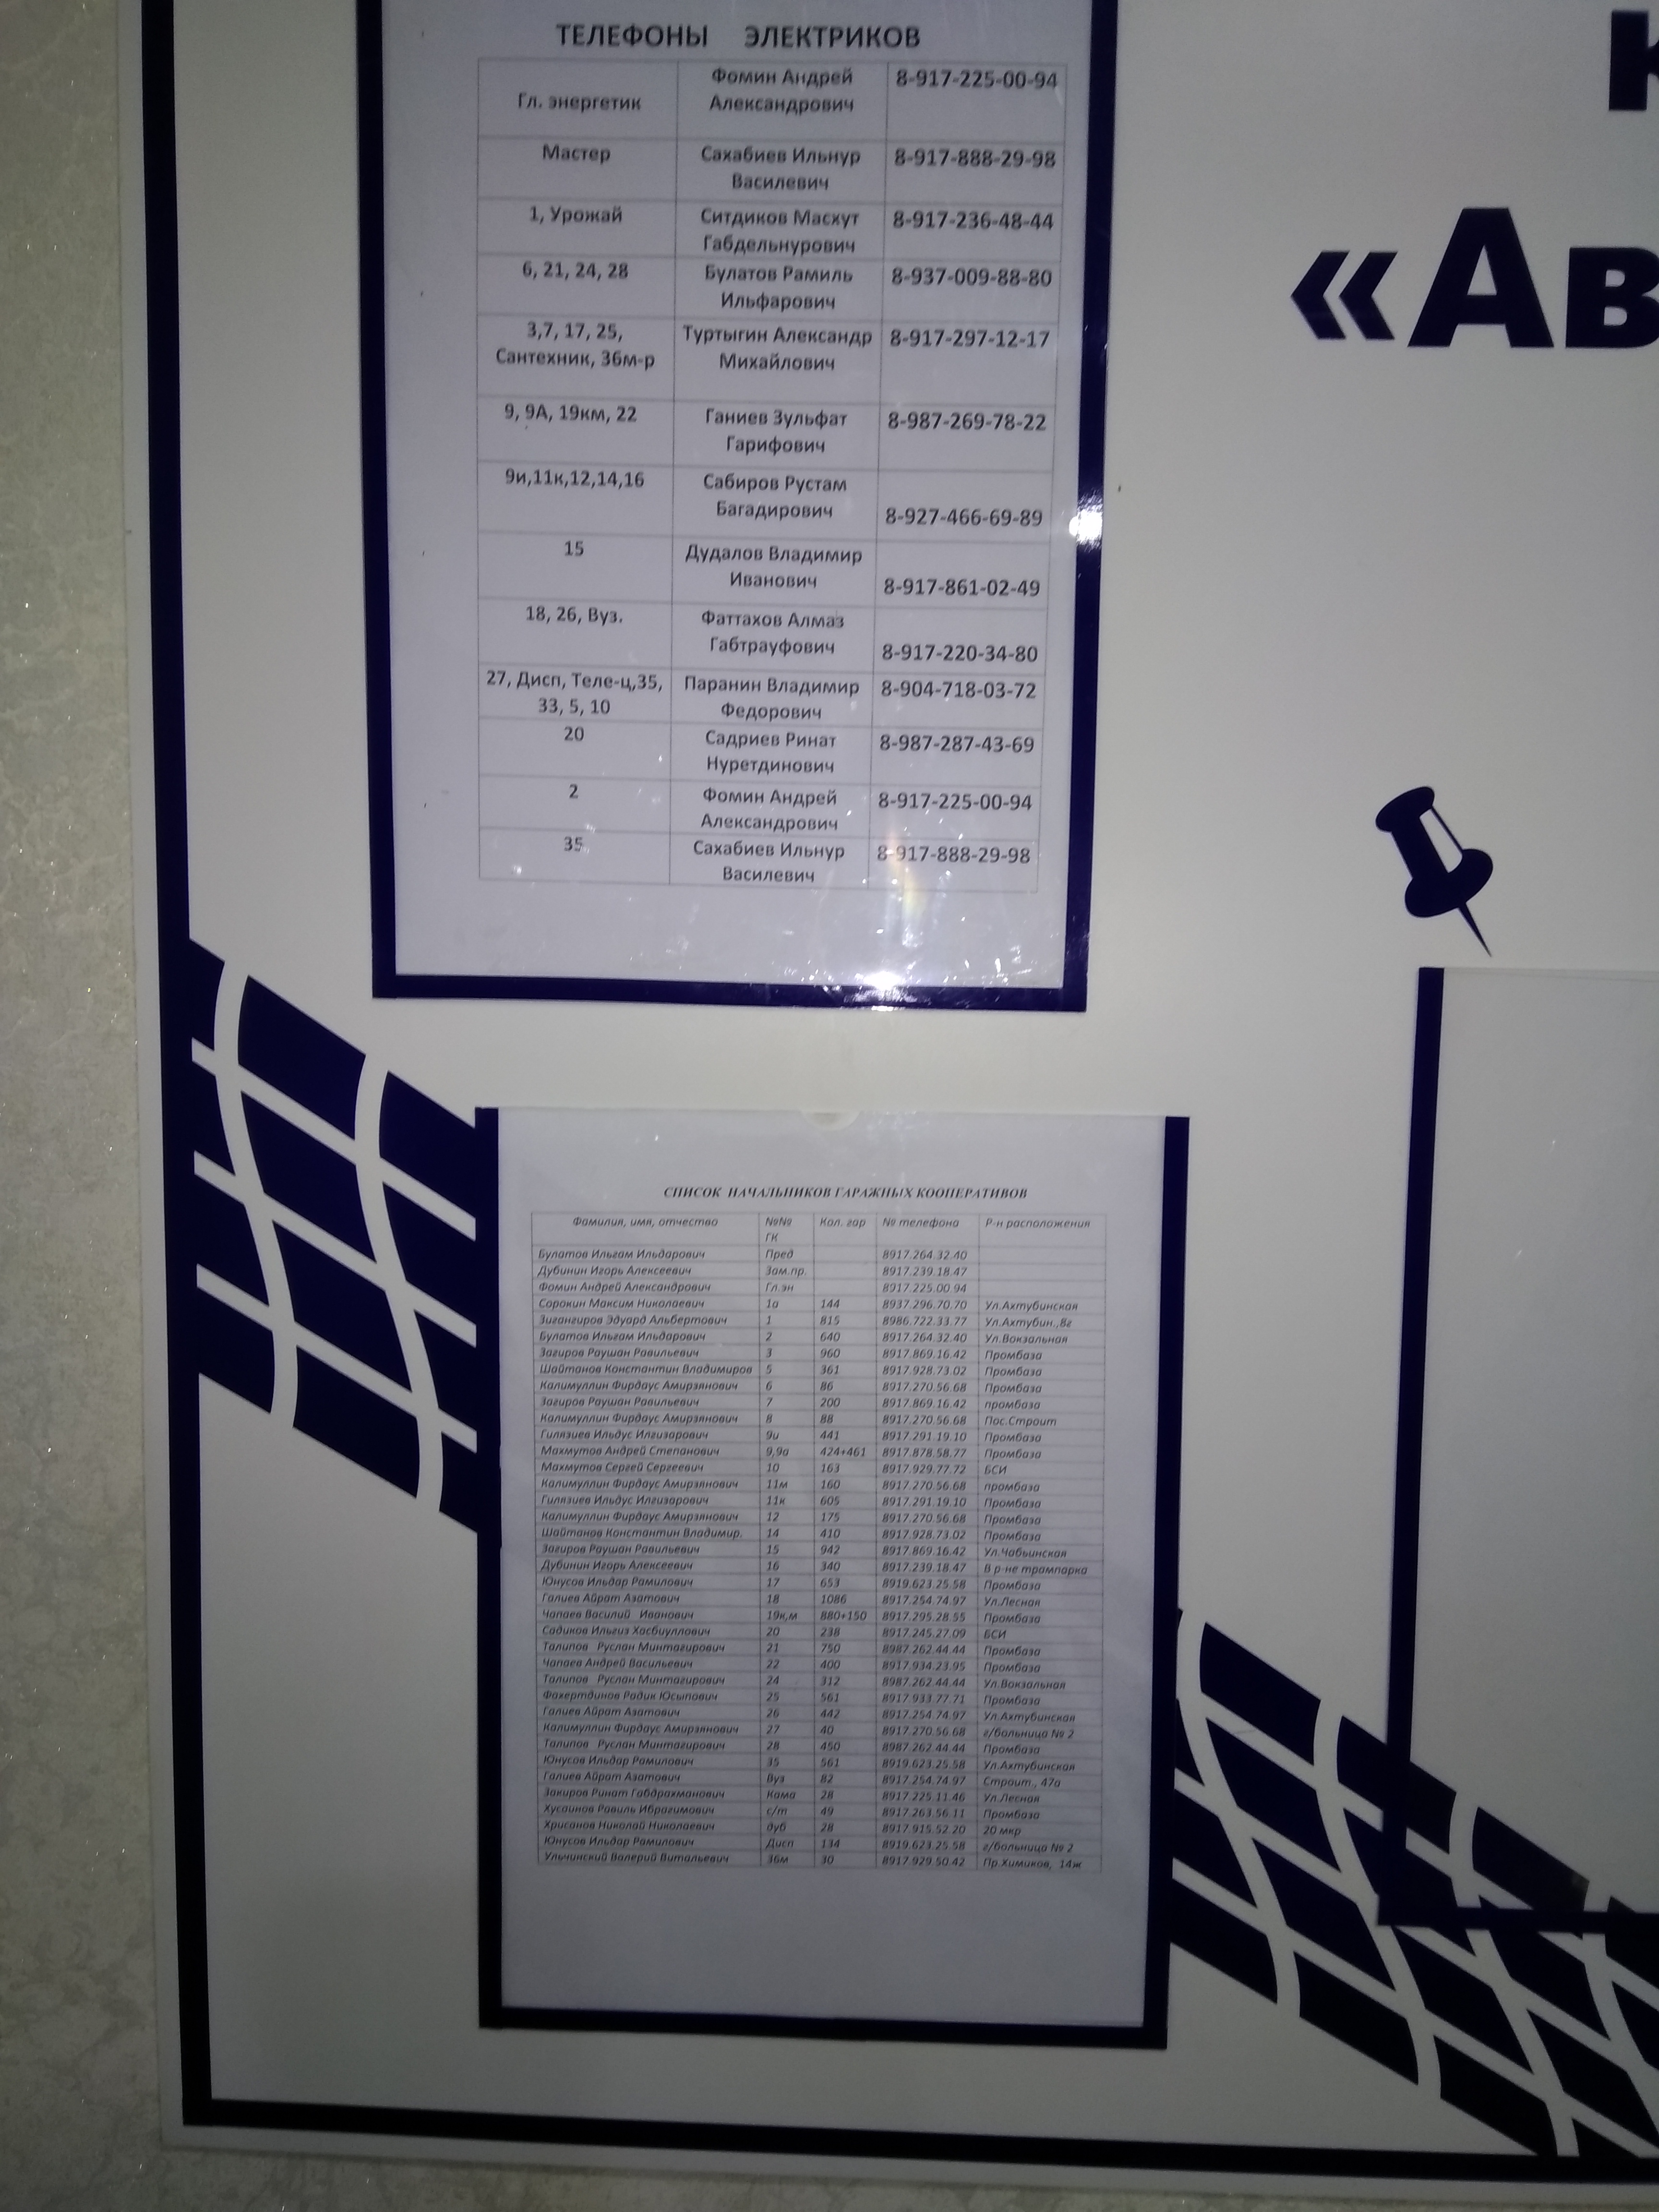 ТЕЛЕФОНЫ ЭЛЕКТРИКОВ
Гл. энергетик Фомин Андрей Александрович 8-917-225-00-94
Мастер Сахабиев Ильнур Василевич 8-917-888-29-98
1, Урожай Ситдиков Масхут Габдельнурович 8-917-236-48-44
6, 21, 24, 28 Булатов Рамиль Ильфарович 8-937-009-88-80
3,7, 17, 25, Сантехник, 36м-р Туртыгин Александр Михайлович 8-917-297-12-17
9, 9А, 19км, 22 Ганиев Зульфат Гарифович 8-987-269-78-22
9и,11к,12,14,16 Сабиров Рустам Багадирович 8-927-466-69-89
15 Дудалов Владимир Иванович 8-917-861-02-49
18, 26, Вуз. Фаттахов Алмаз Габтрауфович 8-917-220-34-80
27, Дисп, Теле-ц,35, 33, 5, 10 Паранин Владимир Федорович 8-904-718-03-72
20 Садриев Ринат Нуретдинович 8-987-287-43-69
2 Фомин Андрей Александрович 8-917-225-00-94
35 Сахабиев Ильнур Василевич 8-917-888-29-98
«Ав
СПИСОК НАЧАЛЬНИКОВ ГАРАЖНЫХ КООПЕРАТИВОВ
Фамилия, имя, отчество №№ ГК Кол. гар № телефона Р-н расположения
Булатов Ильгам Ильдарович Пред 8917.264.32.40
Дубинин Игорь Алексеевич Зам.пр. 8917.239.18.47
Фомин Андрей Александрович Гл.эн 8917.225.00.94
Сорокин Максим Николаевич 1а 144 8937.296.70.70 Ул.Ахтубинская
Зигангиров Эдуард Альбертович 1 815 8986.722.33.77 Ул.Ахтубин.,8г
Булатов Ильгам Ильдарович 2 640 8917.264.32.40 Ул.Вокзальная
Загиров Раушан Равильевич 3 960 8917.869.16.42 Промбаза
Шайтанов Константин Владимиров 5 361 8917.928.73.02 Промбаза
Калимуллин Фирдаус Амирзянович 6 86 8917.270.56.68 Промбаза
Загиров Раушан Равильевич 7 200 8917.869.16.42 промбаза
Калимуллин Фирдаус Амирзянович 8 88 8917.270.56.68 Пос.Строит
Гилязиев Ильдус Илгизарович 9и 441 8917.291.19.10 Промбаза
Махмутов Андрей Степанович 9,9а 424+461 8917.878.58.77 Промбаза
Махмутов Сергей Сергеевич 10 163 8917.929.77.72 БСИ
Калимуллин Фирдаус Амирзянович 11м 160 8917.270.56.68 промбаза
Гилязиев Ильдус Илгизарович 11к 605 8917.291.19.10 Промбаза
Калимуллин Фирдаус Амирзянович 12 175 8917.270.56.68 Промбаза
Шайтанов Константин Владимир. 14 410 8917.928.73.02 Промбаза
Загиров Раушан Равильевич 15 942 8917.869.16.42 Ул.Чабьинская
Дубинин Игорь Алексеевич 16 340 8917.239.18.47 В р-не трампарка
Юнусов Ильдар Рамилович 17 653 8919.623.25.58 Промбаза
Галиев Айрат Азатович 18 1086 8917.254.74.97 Ул.Лесная
Чапаев Василий Иванович 19к,м 880+150 8917.295.28.55 Промбаза
Садиков Ильгиз Хасбиуллович 20 238 8917.245.27.09 БСИ
Талипов Руслан Минтагирович 21 750 8987.262.44.44 Промбаза
Чапаев Андрей Васильевич 22 400 8917.934.23.95 Промбаза
Талипов Руслан Минтагирович 24 312 8987.262.44.44 Ул.Вокзальная
Фахертдинов Радик Юсыпович 25 561 8917 933.77.71 Промбаза
Галиев Айрат Азатович 26 442 8917.254.74.97 Ул.Ахтубинская
Калимуллин Фирдаус Амирзянович 27 40 8917.270.56.68 г/больница № 2
Талипов Руслан Минтагирович 28 450 8987.262.44.44 Промбаза
Юнусов Ильдар Рамилович 35 561 8919.623.25.58 Ул.Ахтубинская
Галиев Айрат Азатович Вуз 82 8917.254.74.97 Строит., 47а
Закиров Ринат Габдрахманович Кама 28 8917.225.11.46 Ул.Лесная
Хусаинов Равиль Ибрагимович с/т 49 8917.263.56.11 Промбаза
Хрисанов Николай Николаевич дуб 28 8917.915.52.20 20 мкр
Юнусов Ильдар Рамилович Дисп 134 8919.623.25.58 г/больница № 2
Ульчинский Валерий Витальевич 36м 30 8917.929.50.42 Пр.Химиков, 14ж